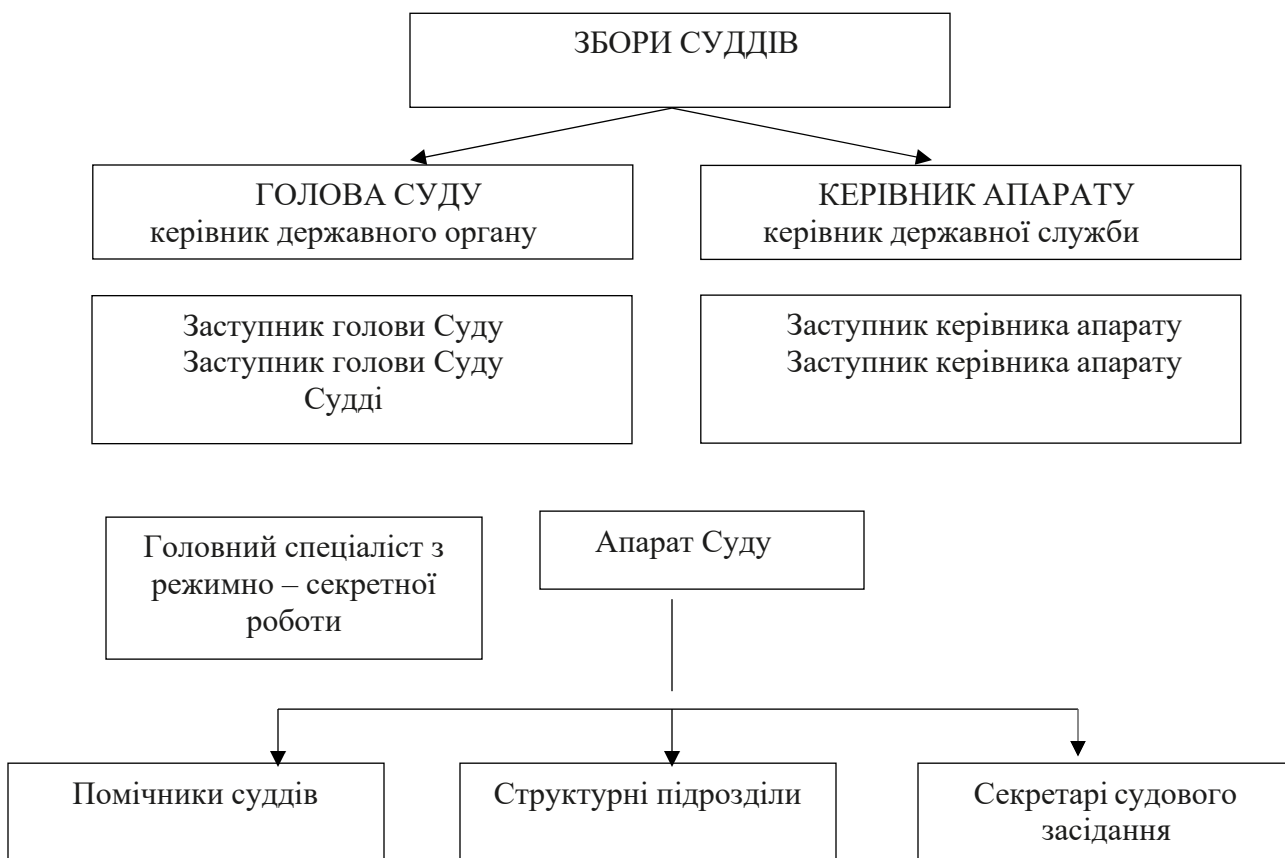 ЗБОРИ СУДДІВ
ГОЛОВА СУДУ
керівник державного органу
КЕРІВНИК АПАРАТУ
керівник державної служби
Заступник голови Суду
Заступник голови Суду
Судді
Заступник керівника апарату
Заступник керівника апарату
Головний спеціаліст з
режимно – секретної
роботи
Апарат Суду
Помічники суддів
Структурні підрозділи
Секретарі судового
засідання